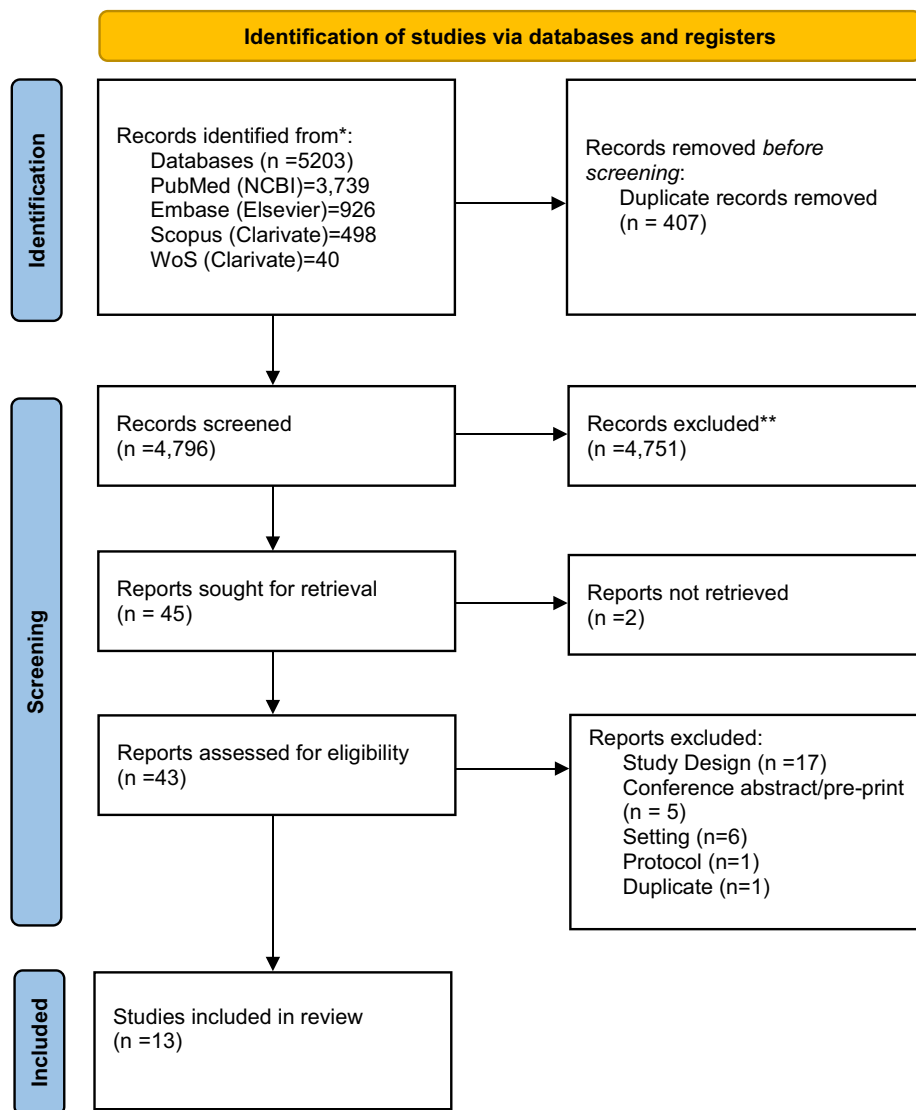 Identification of studies via databases and registers
Identification
Records identified from*:
Databases (n =5203)
PubMed (NCBI)=3,739
Embase (Elsevier)=926
Scopus (Clarivate)=498
WoS (Clarivate)=40
Records removed before
screening:
Duplicate records removed
(n = 407)
Screening
Records screened
(n =4,796)
Records excluded**
(n =4,751)
Reports sought for retrieval
(n = 45)
Reports not retrieved
(n =2)
Reports assessed for eligibility
(n =43)
Reports excluded:
Study Design (n =17)
Conference abstract/pre-print
(n = 5)
Setting (n=6)
Protocol (n=1)
Duplicate (n=1)
Included
Studies included in review
(n =13)